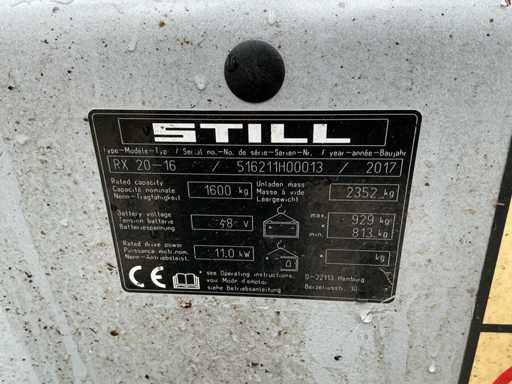 STILL
Type-Modèle-Typ / Serial no.-No. de série-Serien-Nr. / year-année-Baujahr
RX 20-16 / 516211H00013 / 2017
Rated capacity
Capacité nominale
Nenn-Tragfähigkeit
1600 kg
Unladen mass
Masse à vide
Leergewicht
2352 kg
Battery voltage
Tension batterie
Batteriespannung
48 V
max. 929 kg
min. 813 kg
Rated drive power
Puissance mot.nom.
Nenn-Antriebsleist.
11.0 kW
* kg
CE
* see Operating instructions
voir Mode d'emploi
siehe Betriebsanleitung
D-22113 Hamburg
Berzeliusstr. 10